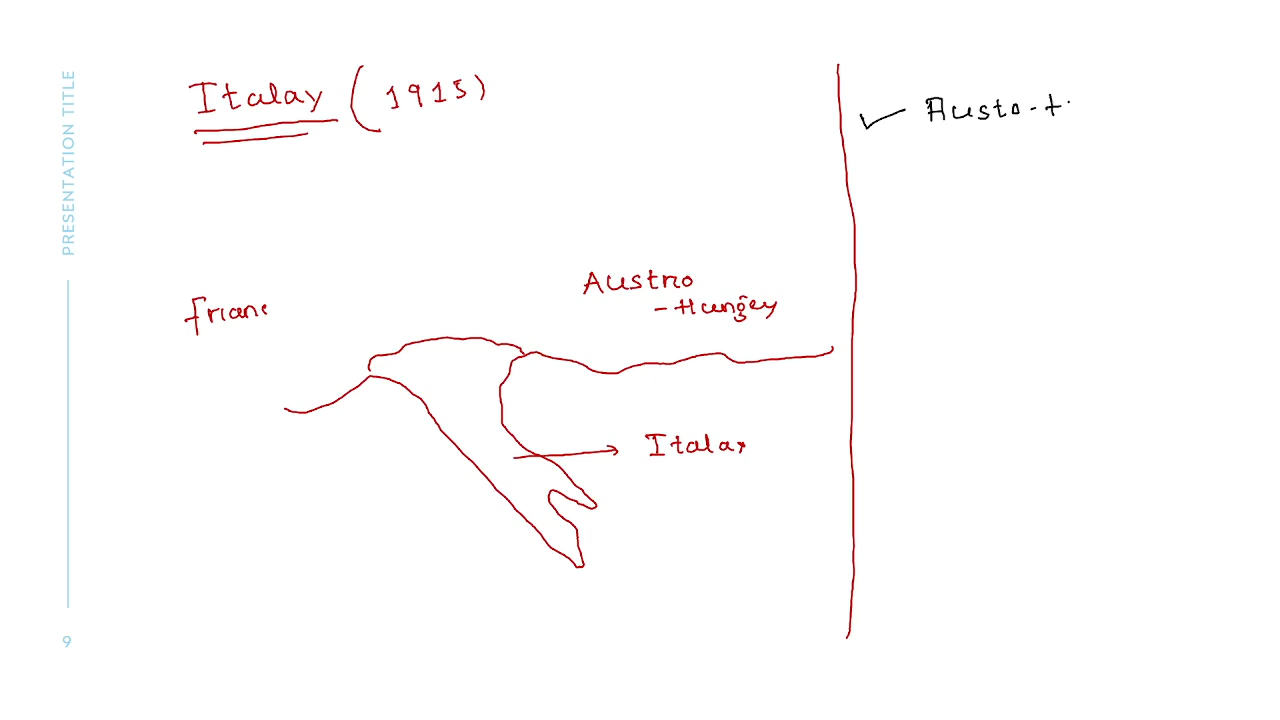 PRESENTATION TITLE
9
Italay (1915)
Austo-H
Austro
-Hungey
Frianc
Italay